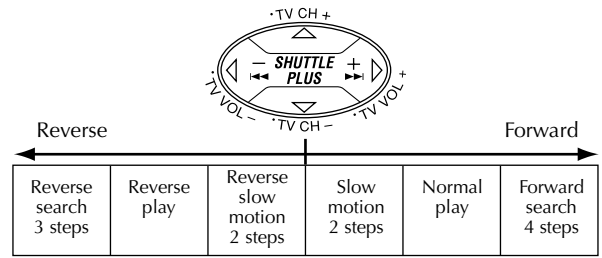 ·TV CH +
– SHUTTLE +
PLUS
·TV VOL –
·TV VOL +
·TV CH –
Reverse
Forward
Reverse search 3 steps
Reverse play
Reverse slow motion 2 steps
Slow motion 2 steps
Normal play
Forward search 4 steps